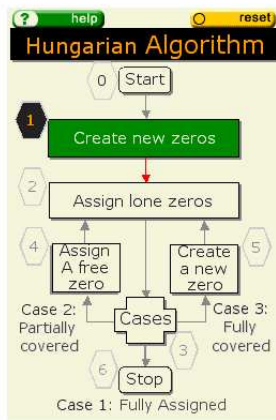 ? help
reset
Hungarian Algorithm
0
Start
1
Create new zeros
2
Assign lone zeros
4
Assign
A free
zero
Create
a new
zero
5
Case 2:
Partially
covered
Cases
Case 3:
Fully
covered
3
6
Stop
Case 1: Fully Assigned